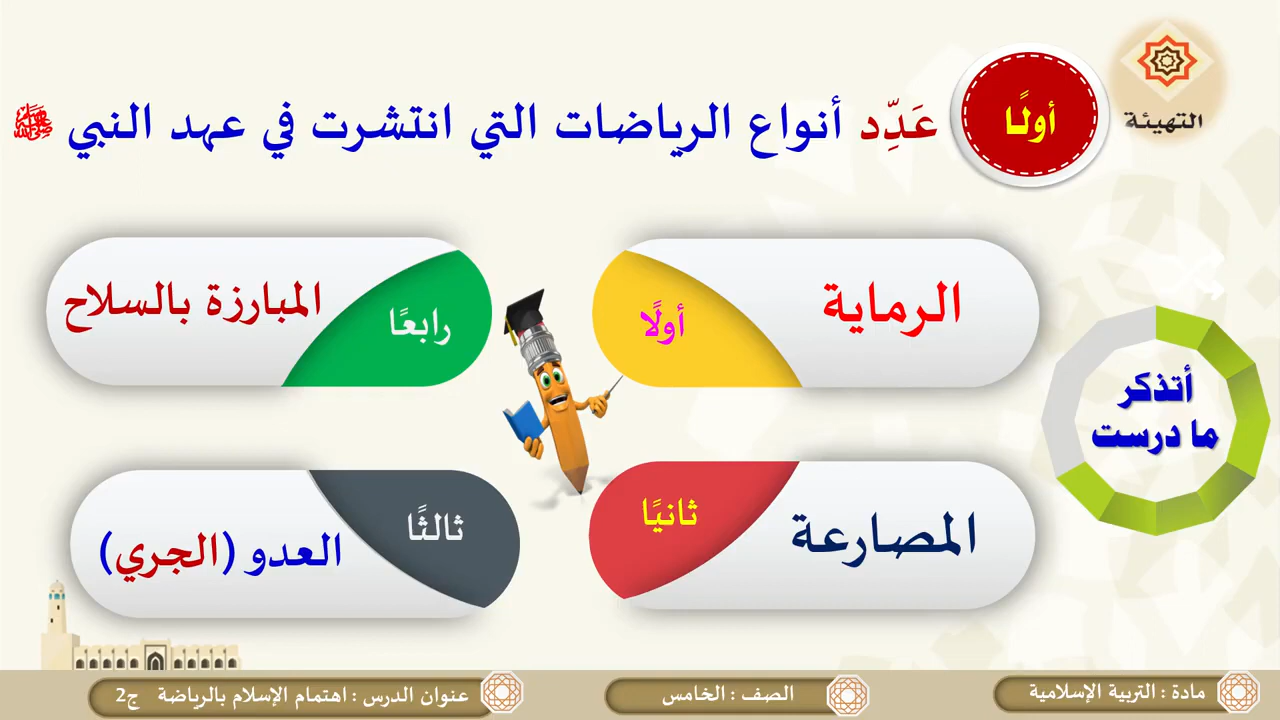 التهيئة
أولًا
عَدِّد أنواع الرياضات التي انتشرت في عهد النبي ﷺ
أولًا
الرماية
رابعًا
المبارزة بالسلاح
أتذكر
ما درست
ثانيًا
المصارعة
ثالثًا
العدو (الجري)
مادة : التربية الإسلامية
الصف : الخامس
عنوان الدرس : اهتمام الإسلام بالرياضة ج2